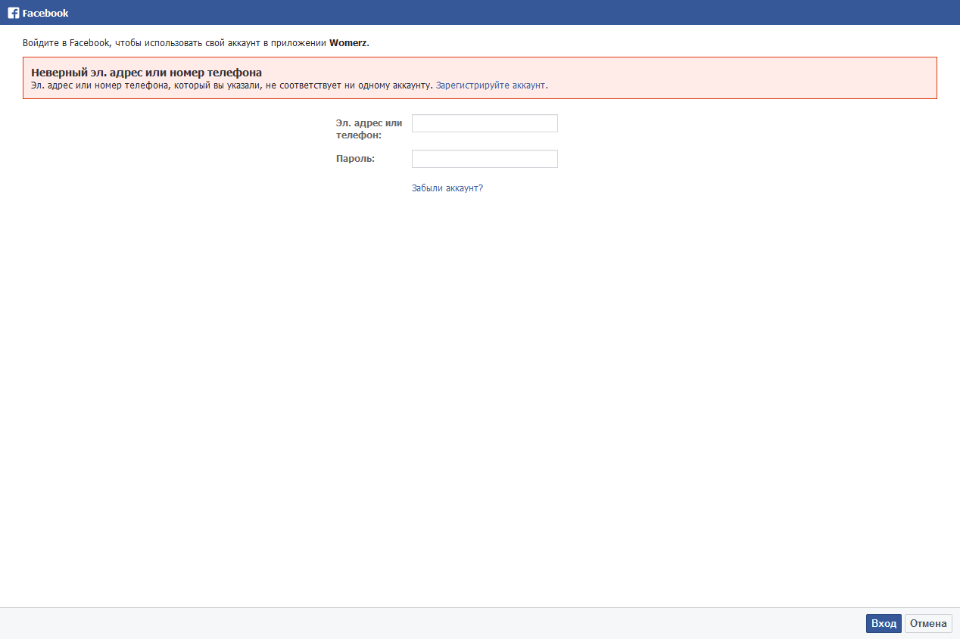 Facebook
Войдите в Facebook, чтобы использовать свой аккаунт в приложении Womerz.
Неверный эл. адрес или номер телефона
Эл. адрес или номер телефона, который вы указали, не соответствует ни одному аккаунту. Зарегистрируйте аккаунт.
Эл. адрес или
телефон:
Пароль:
Забыли аккаунт?
Вход Отмена